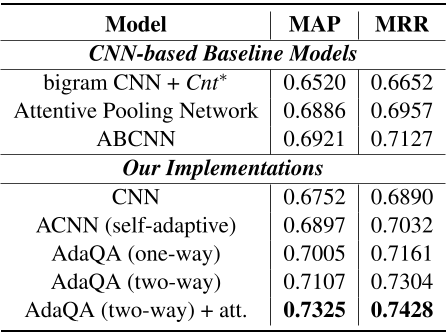 Model MAP MRR
CNN-based Baseline Models
bigram CNN + Cnt* 0.6520 0.6652
Attentive Pooling Network 0.6886 0.6957
ABCNN 0.6921 0.7127
Our Implementations
CNN 0.6752 0.6890
ACNN (self-adaptive) 0.6897 0.7032
AdaQA (one-way) 0.7005 0.7161
AdaQA (two-way) 0.7107 0.7304
AdaQA (two-way) + att. 0.7325 0.7428